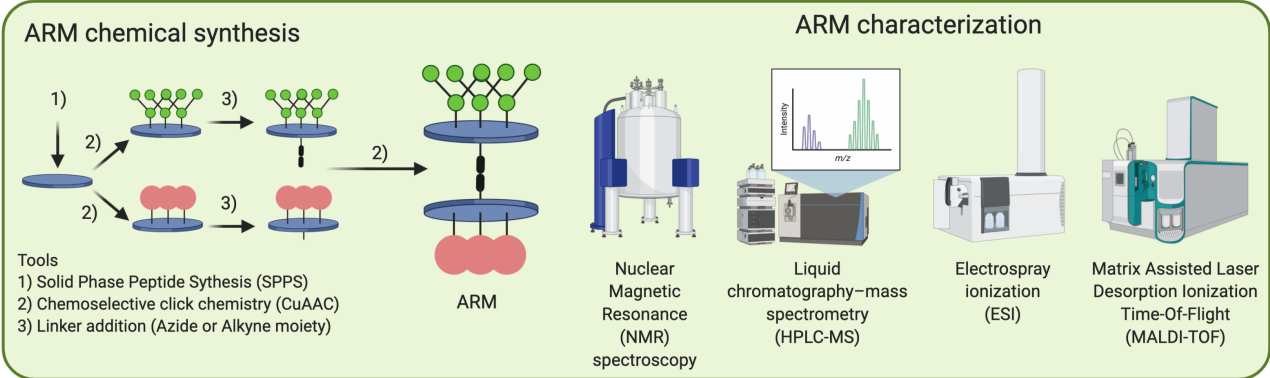 ARM chemical synthesis
1)
2)
3)
2)
2)
3)
ARM
Tools
1) Solid Phase Peptide Sythesis (SPPS)
2) Chemoselective click chemistry (CuAAC)
3) Linker addition (Azide or Alkyne moiety)
ARM characterization
Intensity
m/z
Nuclear
Magnetic
Resonance
(NMR)
spectroscopy
Liquid
chromatography–mass
spectrometry
(HPLC-MS)
Electrospray
ionization
(ESI)
Matrix Assisted Laser
Desorption Ionization
Time-Of-Flight
(MALDI-TOF)